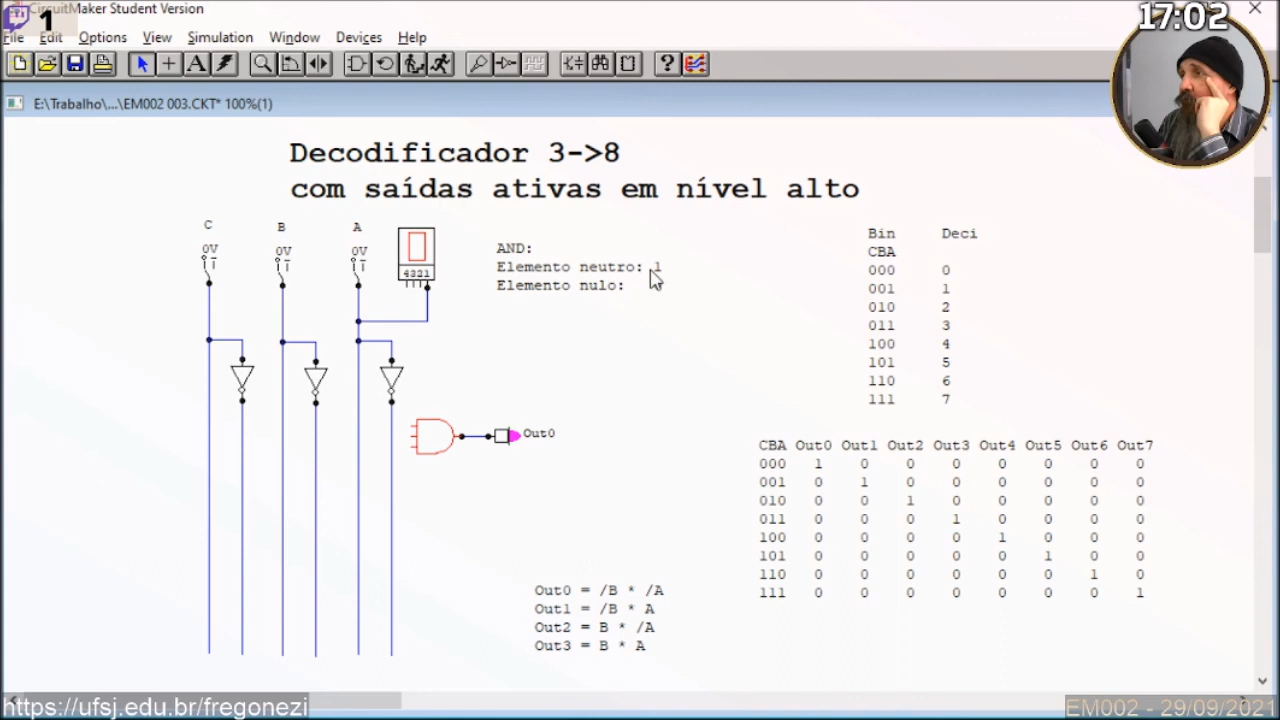 CircuitMaker Student Version
1
17:02
File Edit Options View Simulation Window Devices Help
E:\Trabalho\...\EM002 003.CKT* 100%(1)
Decodificador 3->8
com saídas ativas em nível alto
C B A
0V 0V 0V
4321
AND:
Elemento neutro: 1
Elemento nulo:
Bin Deci
CBA
000 0
001 1
010 2
011 3
100 4
101 5
110 6
111 7
Out0
CBA Out0 Out1 Out2 Out3 Out4 Out5 Out6 Out7
000 1 0 0 0 0 0 0 0
001 0 1 0 0 0 0 0 0
010 0 0 1 0 0 0 0 0
011 0 0 0 1 0 0 0 0
100 0 0 0 0 1 0 0 0
101 0 0 0 0 0 1 0 0
110 0 0 0 0 0 0 1 0
111 0 0 0 0 0 0 0 1
Out0 = /B * /A
Out1 = /B * A
Out2 = B * /A
Out3 = B * A
https://ufsj.edu.br/fregonezi
EM002 - 29/09/2021